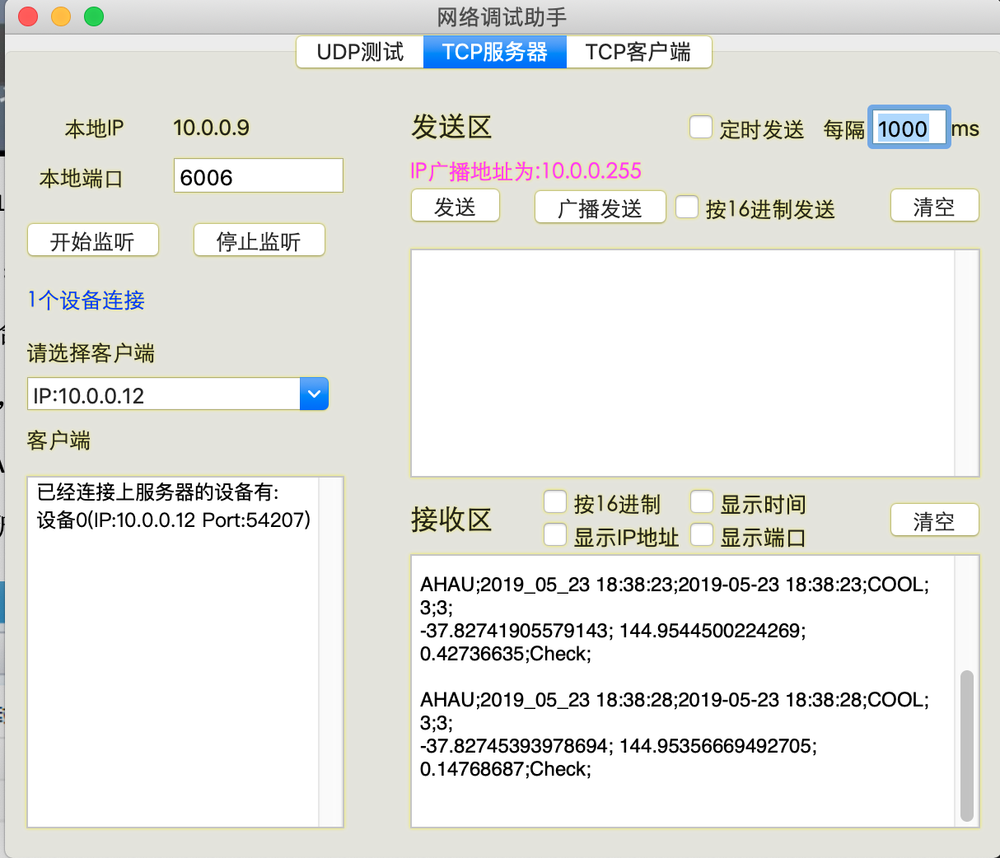 网络调试助手
UDP测试
TCP服务器
TCP客户端
本地IP
10.0.0.9
本地端口
6006
开始监听
停止监听
1个设备连接
请选择客户端
IP:10.0.0.12
客户端
已经连接上服务器的设备有:
设备0(IP:10.0.0.12 Port:54207)
发送区
定时发送
每隔
1000
ms
IP广播地址为:10.0.0.255
发送
广播发送
按16进制发送
清空
接收区
按16进制
显示时间
显示IP地址
显示端口
清空
AHAU;2019_05_23 18:38:23;2019-05-23 18:38:23;COOL;
3;3;
-37.82741905579143; 144.9544500224269;
0.42736635;Check;
AHAU;2019_05_23 18:38:28;2019-05-23 18:38:28;COOL;
3;3;
-37.82745393978694; 144.95356669492705;
0.14768687;Check;